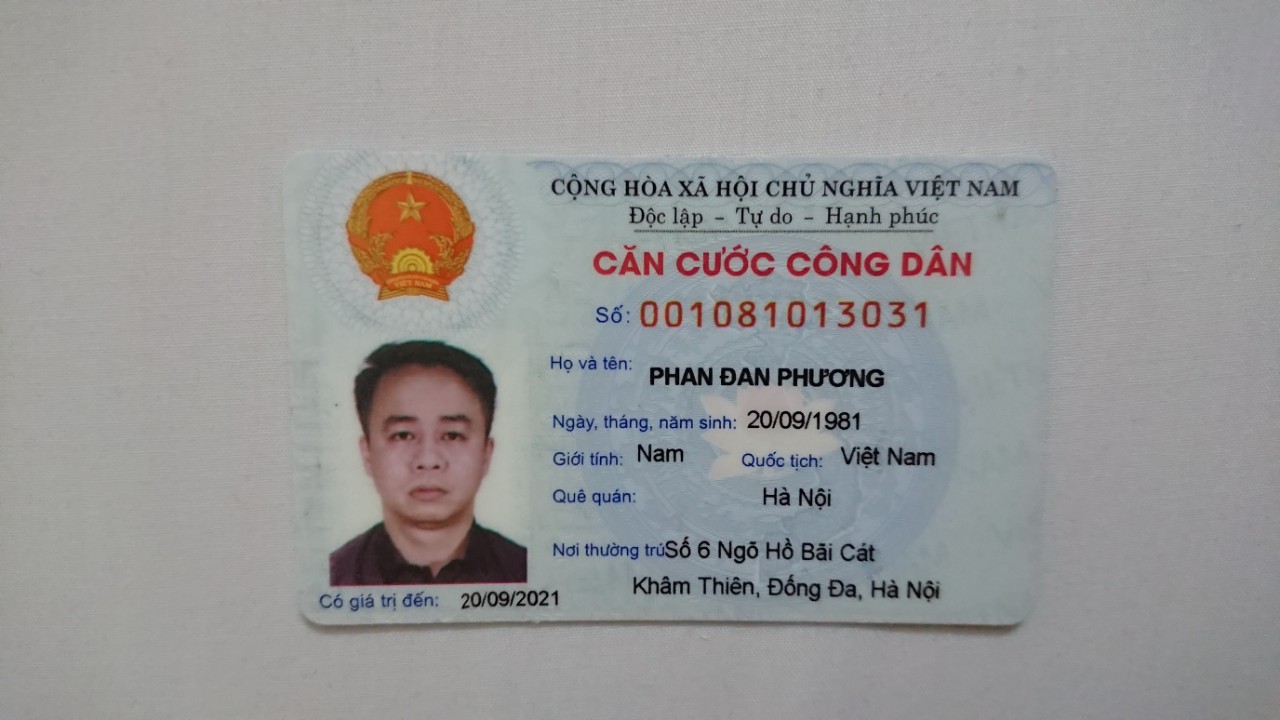 CỘNG HÒA XÃ HỘI CHỦ NGHĨA VIỆT NAM
Độc lập - Tự do - Hạnh phúc
CĂN CƯỚC CÔNG DÂN
Số: 001081013031
Họ và tên: PHAN ĐAN PHƯƠNG
Ngày, tháng, năm sinh: 20/09/1981
Giới tính: Nam Quốc tịch: Việt Nam
Quê quán: Hà Nội
Nơi thường trú Số 6 Ngõ Hồ Bãi Cát
Khâm Thiên, Đống Đa, Hà Nội
Có giá trị đến: 20/09/2021
VIỆT NAM